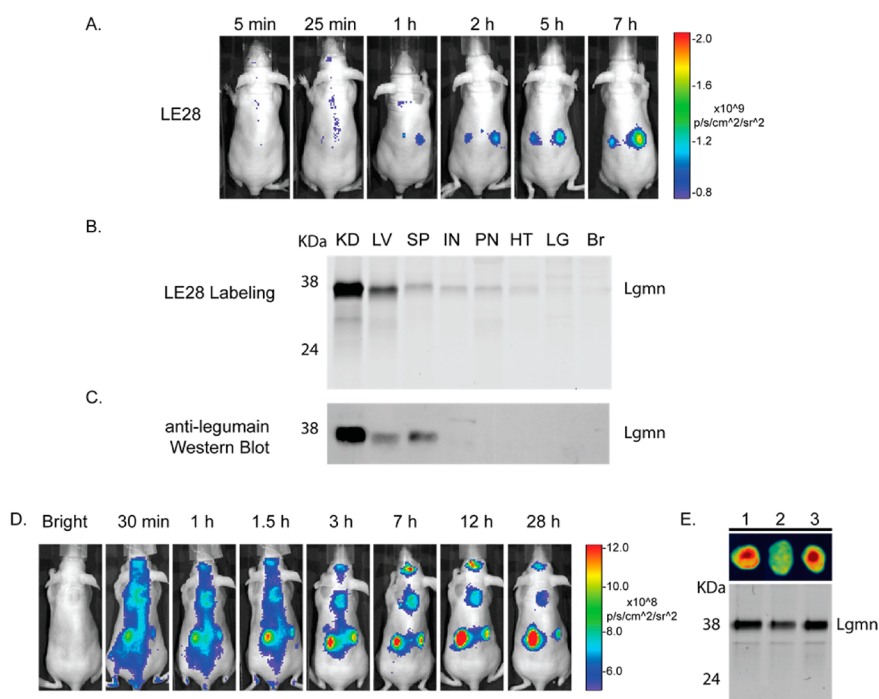 A.
5 min 25 min 1 h 2 h 5 h 7 h
LE28
-2.0
-1.6
x10^9
p/s/cm^2/sr^2
-1.2
-0.8
B.
KDa KD LV SP IN PN HT LG Br
38
LE28 Labeling
Lgmn
24
C.
anti-legumain
Western Blot
38
Lgmn
D. Bright 30 min 1 h 1.5 h 3 h 7 h 12 h 28 h
-12.0
-10.0
x10^8
p/s/cm^2/sr^2
-8.0
-6.0
E.
1 2 3
KDa
38
Lgmn
24